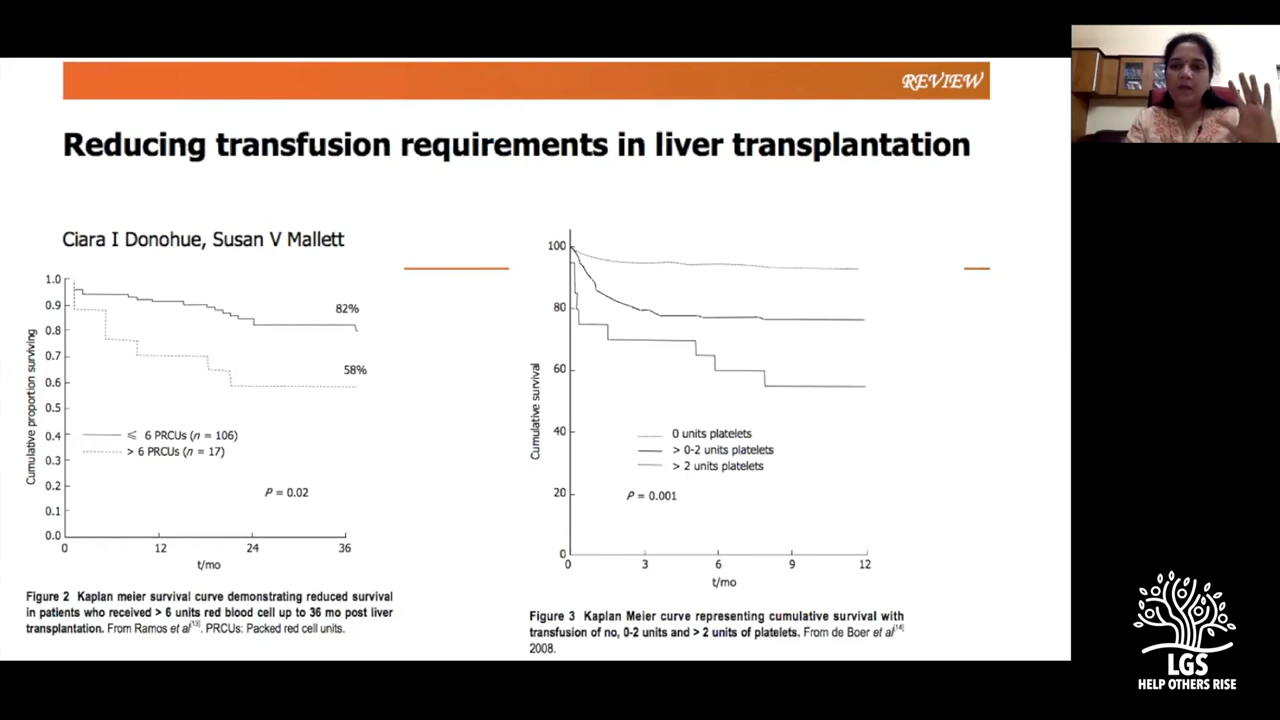 REVIEW
Reducing transfusion requirements in liver transplantation
Ciara I Donohue, Susan V Mallett
Cumulative proportion surviving
1.0
0.9
0.8
0.7
0.6
0.5
0.4
0.3
0.2
0.1
0.0
82%
58%
⩽ 6 PRCUs (n = 106)
> 6 PRCUs (n = 17)
P = 0.02
0 12 24 36
t/mo
Figure 2 Kaplan meier survival curve demonstrating reduced survival
in patients who received > 6 units red blood cell up to 36 mo post liver
transplantation. From Ramos et al[13]. PRCUs: Packed red cell units.
Cumulative survival
100
80
60
40
20
0
0 units platelets
> 0-2 units platelets
> 2 units platelets
P = 0.001
0 3 6 9 12
t/mo
Figure 3 Kaplan Meier curve representing cumulative survival with
transfusion of no, 0-2 units and > 2 units of platelets. From de Boer et al[14]
2008.
LGS
HELP OTHERS RISE